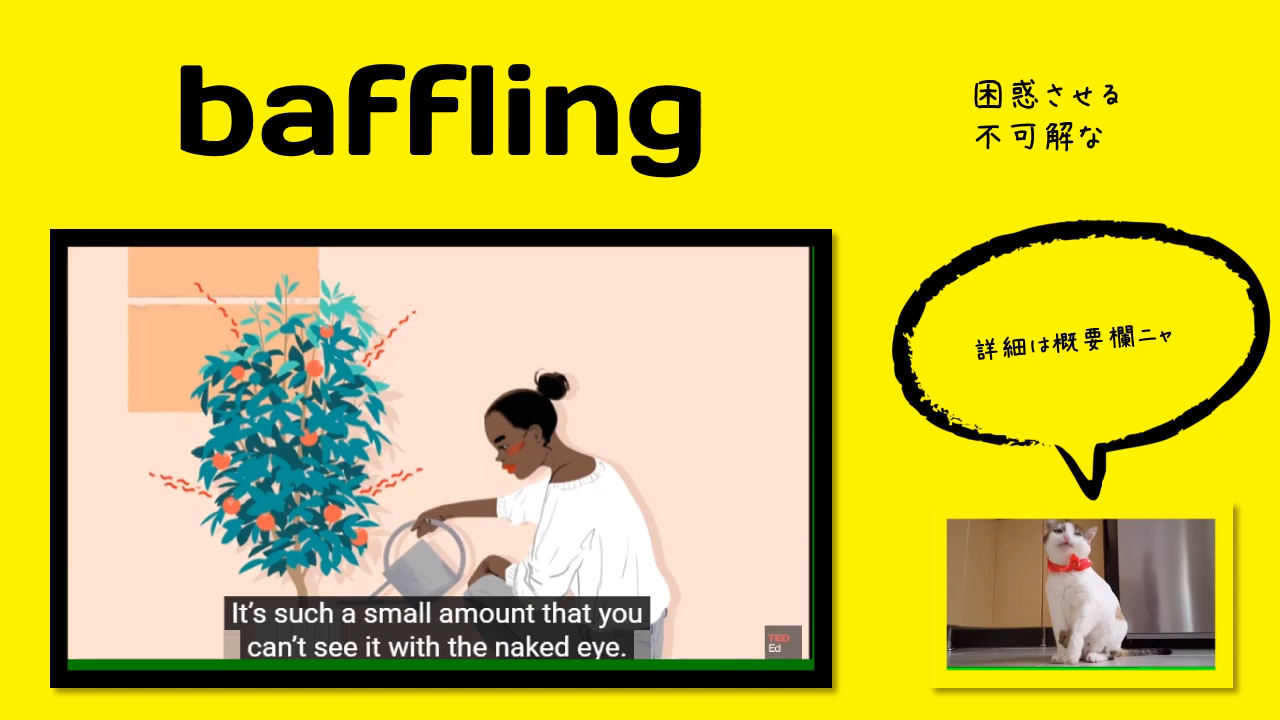 baffling
困惑させる
不可解な
詳細は概要欄ニャ
It's such a small amount that you
can't see it with the naked eye.
TED
Ed